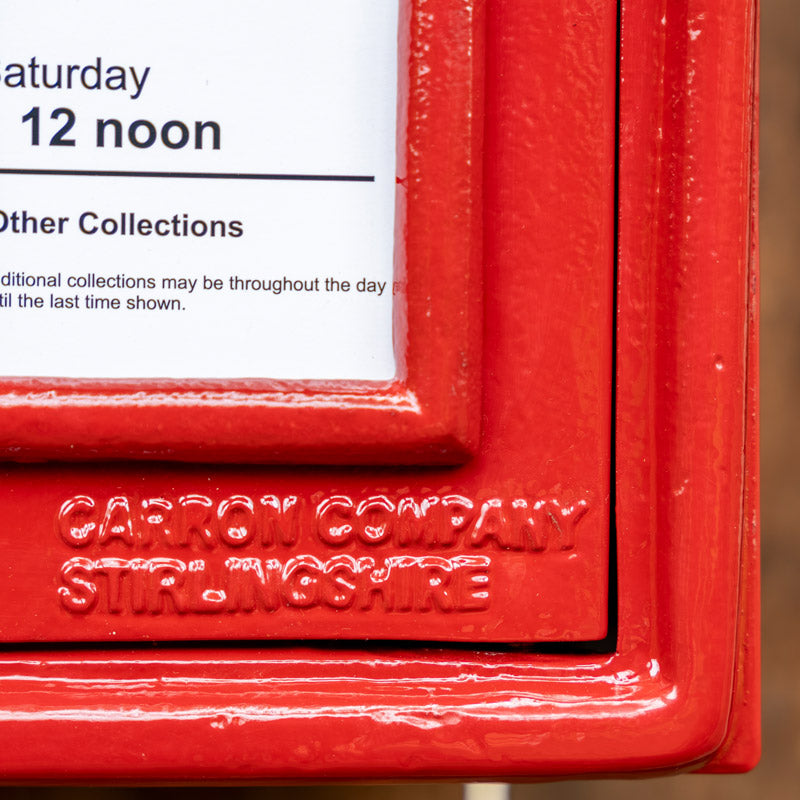 Saturday
12 noon
Other Collections
ditional collections may be throughout the day
til the last time shown.
CARRON COMPANY
STIRLINGSHIRE